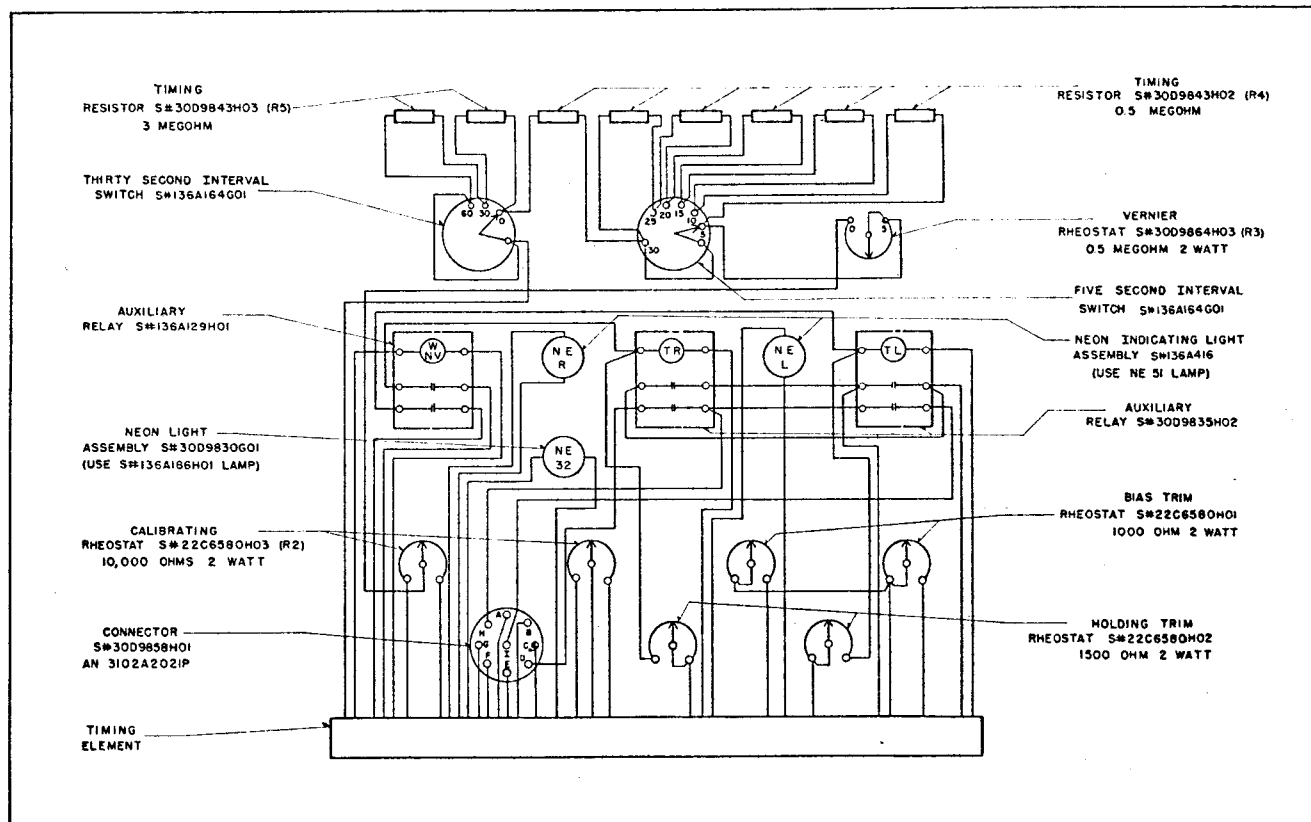 TIMING
RESISTOR S#30D9843H03 (R5)
3 MEGOHM
TIMING
RESISTOR S#30D9843H02 (R4)
0.5 MEGOHM
THIRTY SECOND INTERVAL
SWITCH S#136A164G01
60 30 0
25 20 15 10 5
30
0 5
VERNIER
RHEOSTAT S#30D9864H03 (R3)
0.5 MEGOHM 2 WATT
FIVE SECOND INTERVAL
SWITCH S#136A164G01
AUXILIARY
RELAY S#136A129H01
W
NV
NE
R
TR
NE
L
TL
NEON INDICATING LIGHT
ASSEMBLY S#136A416
(USE NE 51 LAMP)
AUXILIARY
RELAY S#30D9835H02
NEON LIGHT
ASSEMBLY S#30D9830G01
(USE S#136A186H01 LAMP)
NE
32
BIAS TRIM
RHEOSTAT S#22C6580H01
1000 OHM 2 WATT
CALIBRATING
RHEOSTAT S#22C6580H03 (R2)
10,000 OHMS 2 WATT
CONNECTOR
S#30D9858H01
AN 3102A2021P
A
H B
G I C
F E D
HOLDING TRIM
RHEOSTAT S#22C6580H02
1500 OHM 2 WATT
TIMING
ELEMENT